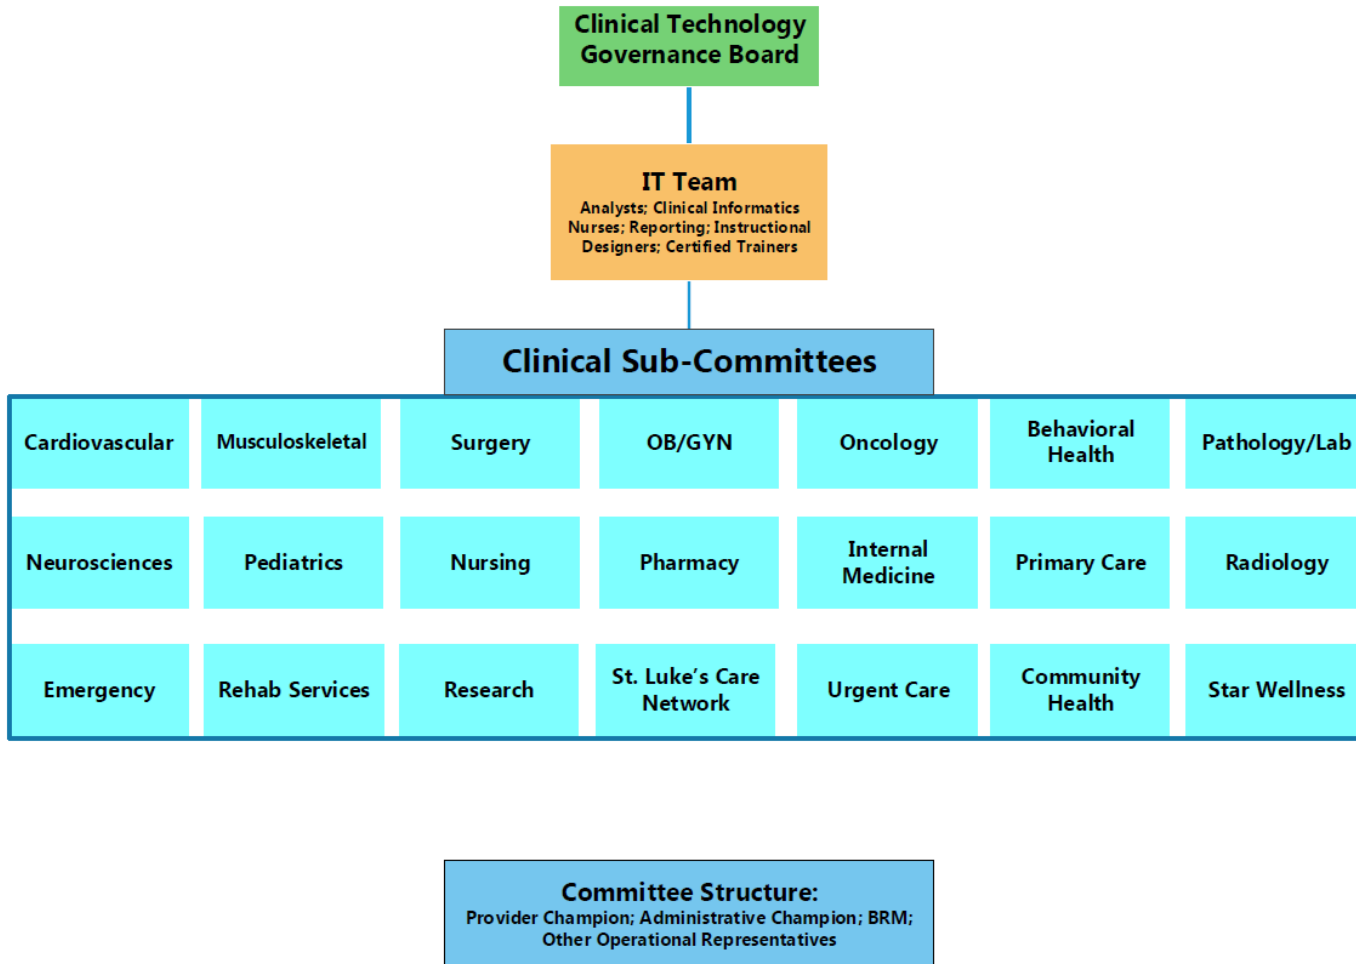 Clinical Technology
Governance Board
IT Team
Analysts; Clinical Informatics
Nurses; Reporting; Instructional
Designers; Certified Trainers
Clinical Sub-Committees
Cardiovascular
Musculoskeletal
Surgery
OB/GYN
Oncology
Behavioral
Health
Pathology/Lab
Neurosciences
Pediatrics
Nursing
Pharmacy
Internal
Medicine
Primary Care
Radiology
Emergency
Rehab Services
Research
St. Luke’s Care
Network
Urgent Care
Community
Health
Star Wellness
Committee Structure:
Provider Champion; Administrative Champion; BRM;
Other Operational Representatives